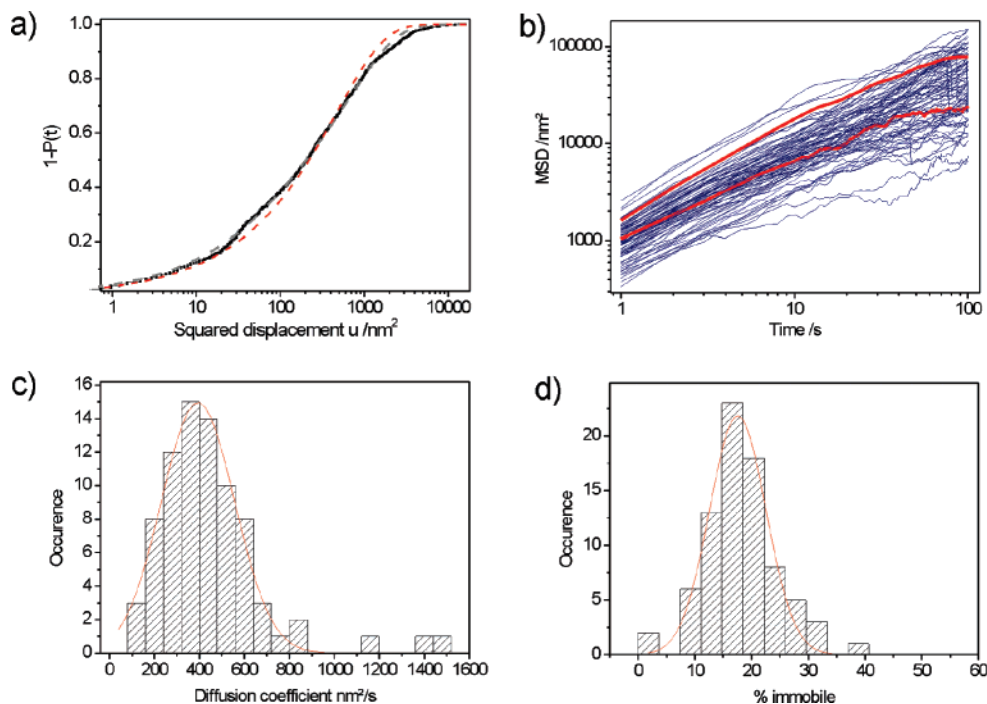 a)
1.0
0.8
0.6
0.4
0.2
1-P(t)
1 10 100 1000 10000
Squared displacement u /nm²
b)
100000
10000
1000
MSD /nm²
1 10 100
Time /s
c)
16
14
12
10
8
6
4
2
0
Occurence
0 200 400 600 800 1000 1200 1400 1600
Diffusion coefficient nm²/s
d)
20
15
10
5
0
Occurence
0 10 20 30 40 50 60
% immobile